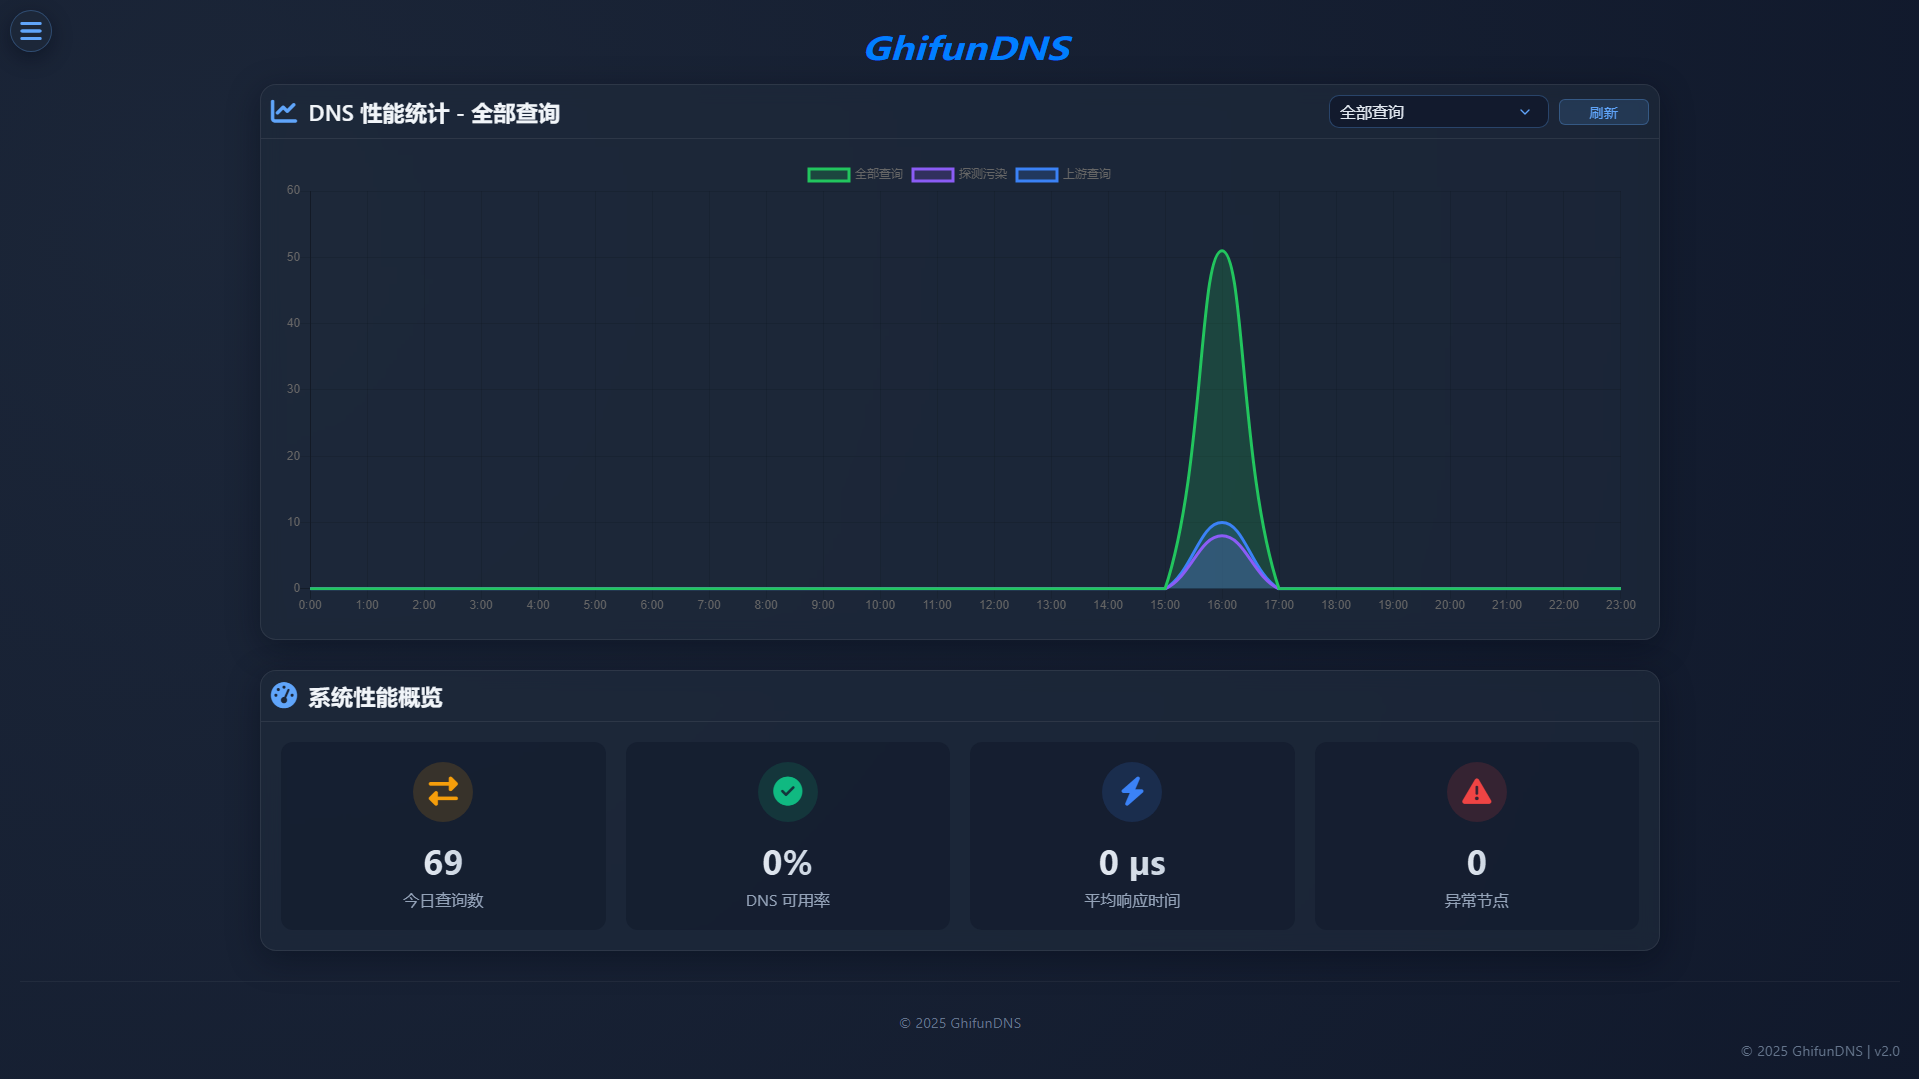 GhifunDNS
DNS 性能统计 - 全部查询
全部查询
刷新
全部查询 探测污染 上游查询
60
50
40
30
20
10
0
0:00 1:00 2:00 3:00 4:00 5:00 6:00 7:00 8:00 9:00 10:00 11:00 12:00 13:00 14:00 15:00 16:00 17:00 18:00 19:00 20:00 21:00 22:00 23:00
系统性能概览
69
今日查询数
0%
DNS 可用率
0 μs
平均响应时间
0
异常节点
© 2025 GhifunDNS
© 2025 GhifunDNS | v2.0